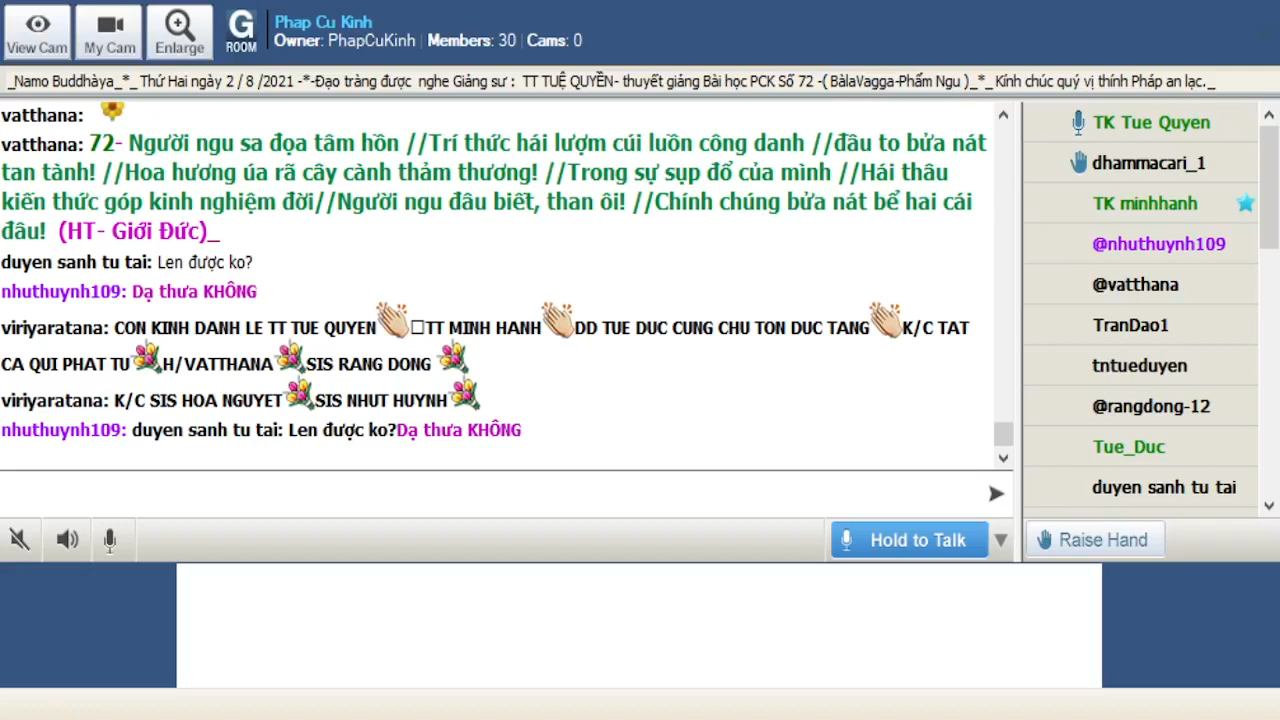 View Cam
My Cam
Enlarge
G
ROOM
Phap Cu Kinh
Owner: PhapCuKinh | Members: 30 | Cams: 0
_Namo Buddhàya_*_ Thứ Hai ngày 2 / 8 /2021 -*-Đạo tràng được nghe Giảng sư : TT TUỆ QUYỀN- thuyết giảng Bài học PCK Số 72 -( BàlaVagga-Phẩm Ngu )_*_ Kính chúc quý vị thính Pháp an lạc._
vatthana:
vatthana: 72- Người ngu sa đọa tâm hồn //Trí thức hái lượm cúi luồn công danh //đầu to bửa nát
tan tành! //Hoa hương úa rã cây cành thảm thương! //Trong sự sụp đổ của mình //Hái thâu
kiến thức góp kinh nghiệm đời//Người ngu đâu biết, than ôi! //Chính chúng bửa nát bể hai cái
đầu! (HT- Giới Đức)_
duyen sanh tu tai: Len được ko?
nhuthuynh109: Dạ thưa KHÔNG
viriyaratana: CON KINH DANH LE TT TUE QUYEN TT MINH HANH DD TUE DUC CUNG CHU TON DUC TANG K/C TAT
CA QUI PHAT TU H/VATTHANA SIS RANG DONG
viriyaratana: K/C SIS HOA NGUYET SIS NHUT HUYNH
nhuthuynh109: duyen sanh tu tai: Len được ko?Dạ thưa KHÔNG
Hold to Talk
TK Tue Quyen
dhammacari_1
TK minhhanh
@nhuthuynh109
@vatthana
TranDao1
tntueduyen
@rangdong-12
Tue_Duc
duyen sanh tu tai
Raise Hand